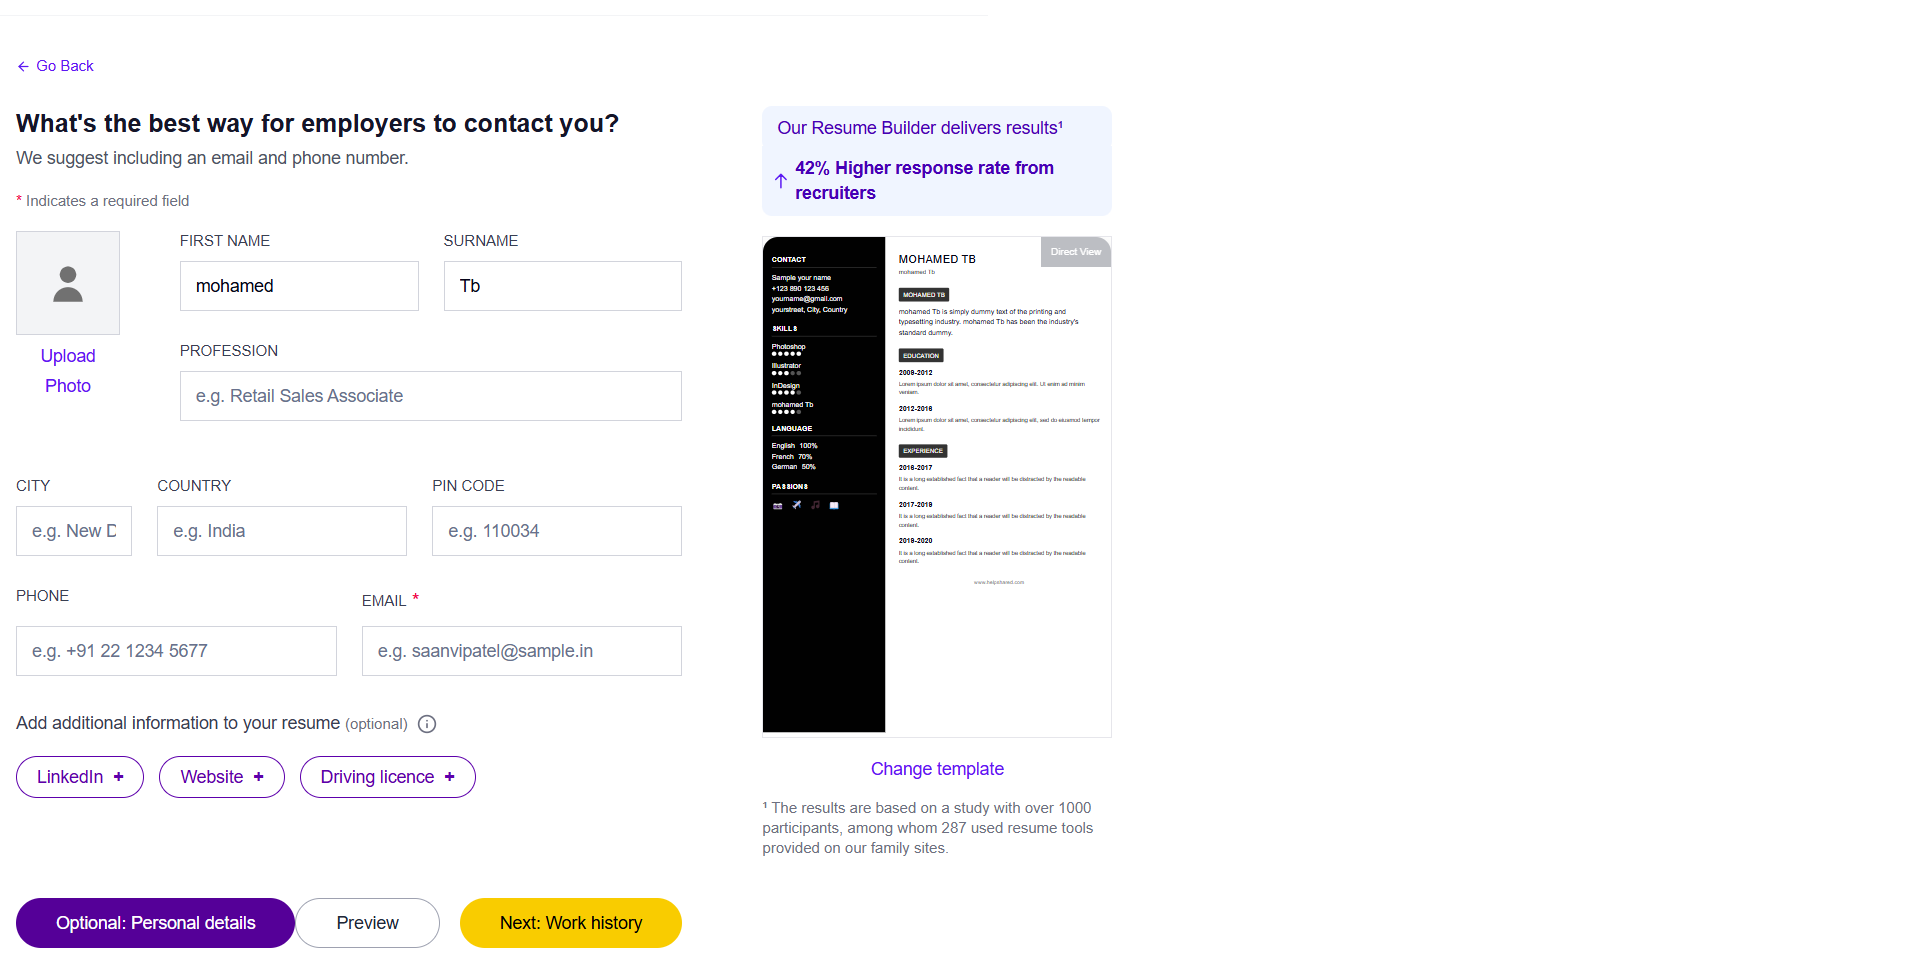 Go Back
What's the best way for employers to contact you?
We suggest including an email and phone number.
* Indicates a required field
Upload
Photo
FIRST NAME
mohamed
SURNAME
Tb
PROFESSION
e.g. Retail Sales Associate
CITY
e.g. New D
COUNTRY
e.g. India
PIN CODE
e.g. 110034
PHONE
e.g. +91 22 1234 5677
EMAIL *
e.g. saanvipatel@sample.in
Add additional information to your resume (optional)
LinkedIn +
Website +
Driving licence +
Optional: Personal details
Preview
Next: Work history
Our Resume Builder delivers results¹
42% Higher response rate from
recruiters
Direct View
CONTACT
Sample your name
+123 890 123 456
yourname@gmail.com
yourstreet, City, Country
SKILLS
Photoshop
Illustrator
InDesign
mohamed Tb
LANGUAGE
English 100%
French 70%
German 50%
PASSIONS
MOHAMED TB
mohamed Tb
MOHAMED TB
mohamed Tb is simply dummy text of the printing and
typesetting industry. mohamed Tb has been the industry's
standard dummy.
EDUCATION
2009-2012
Lorem ipsum dolor sit amet, consectetur adipiscing elit. Ut enim ad minim
veniam.
2012-2016
Lorem ipsum dolor sit amet, consectetur adipiscing elit, sed do eiusmod tempor
incididunt.
EXPERIENCE
2016-2017
It is a long established fact that a reader will be distracted by the readable
content.
2017-2019
It is a long established fact that a reader will be distracted by the readable
content.
2019-2020
It is a long established fact that a reader will be distracted by the readable
content.
www.helpshared.com
Change template
¹ The results are based on a study with over 1000
participants, among whom 287 used resume tools
provided on our family sites.